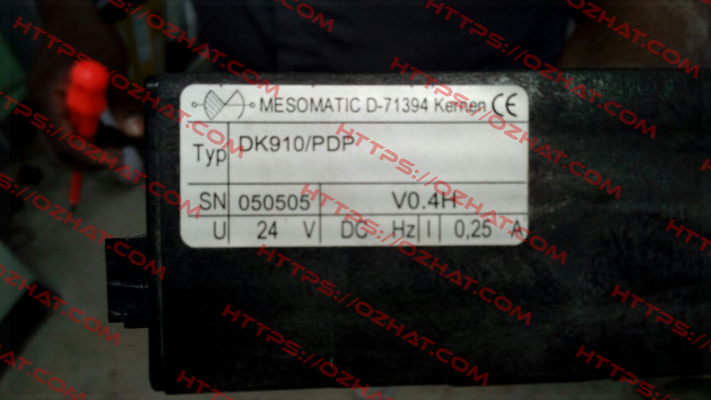 MESOMATIC D-71394 Kernen CE
Typ DK910/PDP
SN 050505 V0.4H
U 24 V DC Hz I 0,25 A
HTTPS://OZHAT.COM